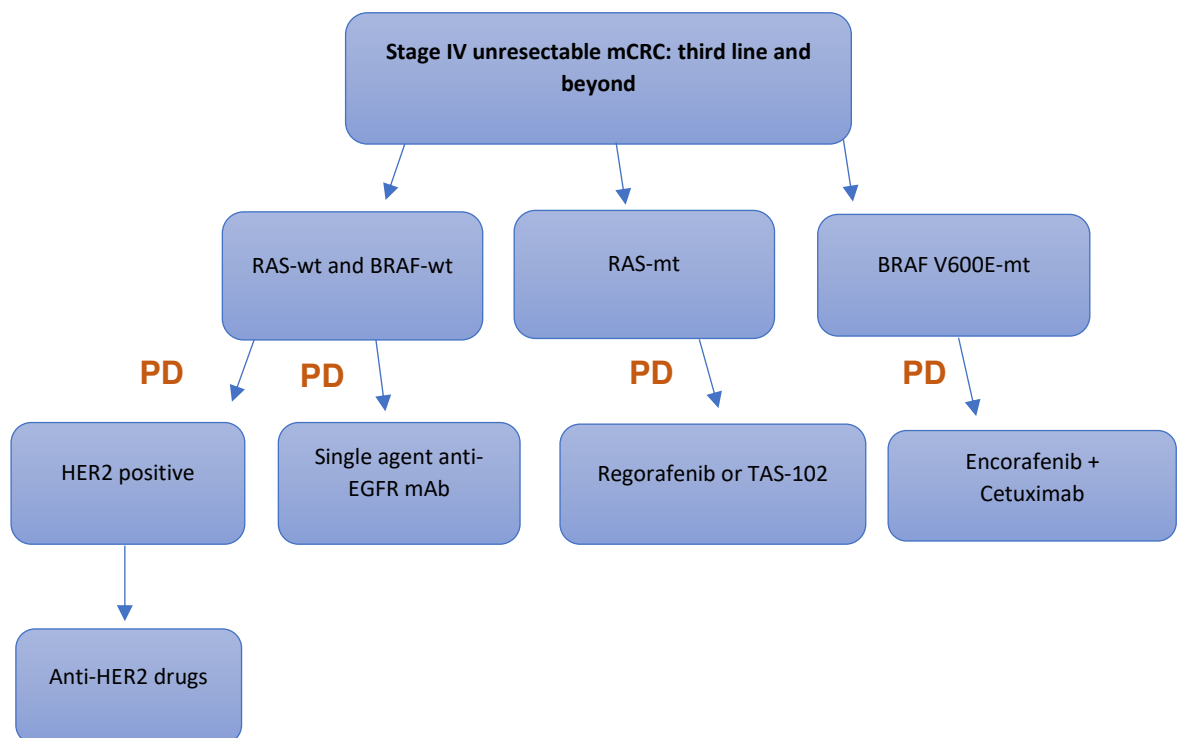 Stage IV unresectable mCRC: third line and
beyond
RAS-wt and BRAF-wt
RAS-mt
BRAF V600E-mt
PD
PD
PD
PD
HER2 positive
Single agent anti-
EGFR mAb
Regorafenib or TAS-102
Encorafenib +
Cetuximab
Anti-HER2 drugs